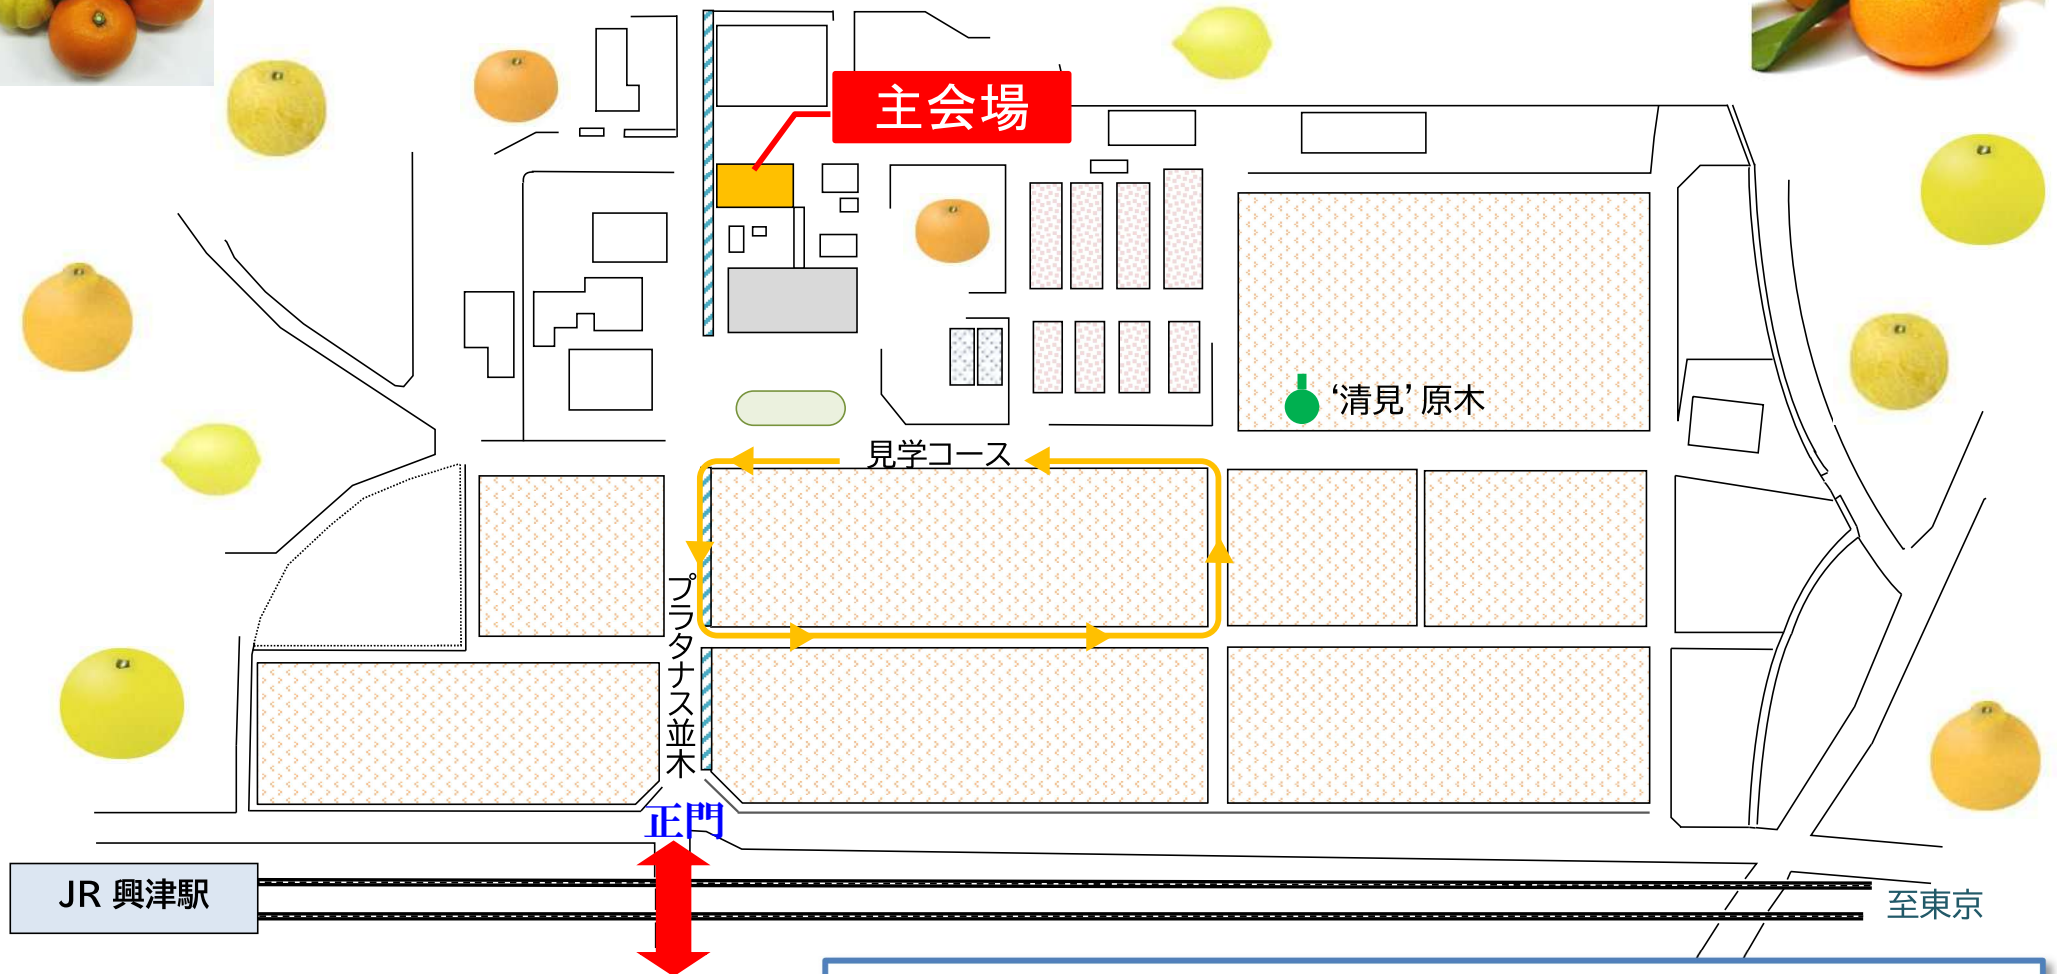 主会場
‘清見’原木
見学コース
プラタナス並木
正門
JR 興津駅
至東京